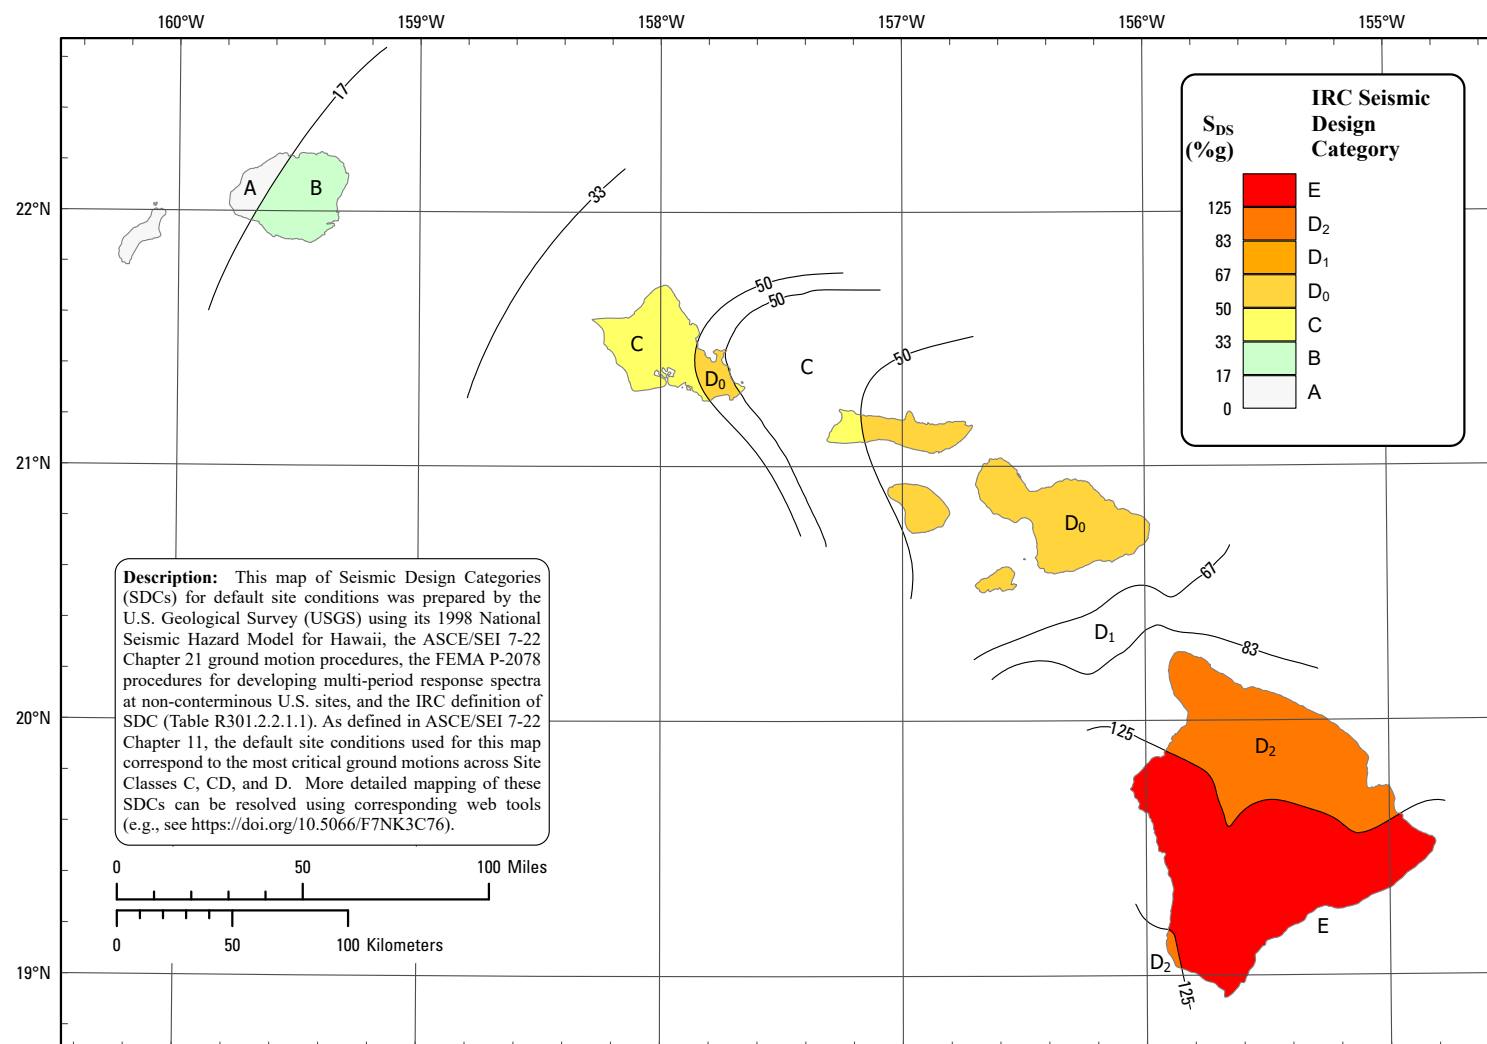 160°W 159°W 158°W 157°W 156°W 155°W
17
IRC Seismic
Design
Category
S_DS
(%g)
E
125
D₂
83
D₁
67
D₀
50
C
33
B
17
A
0
A B
33
22°N
50
50
C
D₀
C
50
21°N
D₀
67
D₁
83
20°N
125
D₂
E
D₂
125
19°N
Description: This map of Seismic Design Categories
(SDCs) for default site conditions was prepared by the
U.S. Geological Survey (USGS) using its 1998 National
Seismic Hazard Model for Hawaii, the ASCE/SEI 7-22
Chapter 21 ground motion procedures, the FEMA P-2078
procedures for developing multi-period response spectra
at non-conterminous U.S. sites, and the IRC definition of
SDC (Table R301.2.2.1.1). As defined in ASCE/SEI 7-22
Chapter 11, the default site conditions used for this map
correspond to the most critical ground motions across Site
Classes C, CD, and D. More detailed mapping of these
SDCs can be resolved using corresponding web tools
(e.g., see https://doi.org/10.5066/F7NK3C76).
0 50 100 Miles
0 50 100 Kilometers